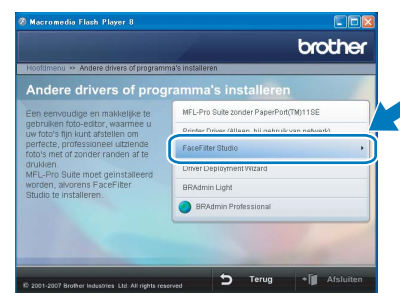 Macromedia Flash Player 8
brother
Hoofdmenu >> Andere drivers of programma's installeren
Andere drivers of programma's installeren
Een eenvoudige en makkelijke te
gebruiken foto-editor, waarmee u
uw foto's fijn kunt afstellen om
perfecte, professioneel uitziende
foto's met of zonder randen af te
drukken.
MFL-Pro Suite moet geïnstalleerd
worden, alvorens FaceFilter
Studio te installeren.
MFL-Pro Suite zonder PaperPort(TM)11SE
Printer Driver (Alleen bij gebruik van netwerk)
FaceFilter Studio
Driver Deployment Wizard
BRAdmin Light
BRAdmin Professional
© 2001-2007 Brother Industries Ltd. All rights reserved
Terug
Afsluiten